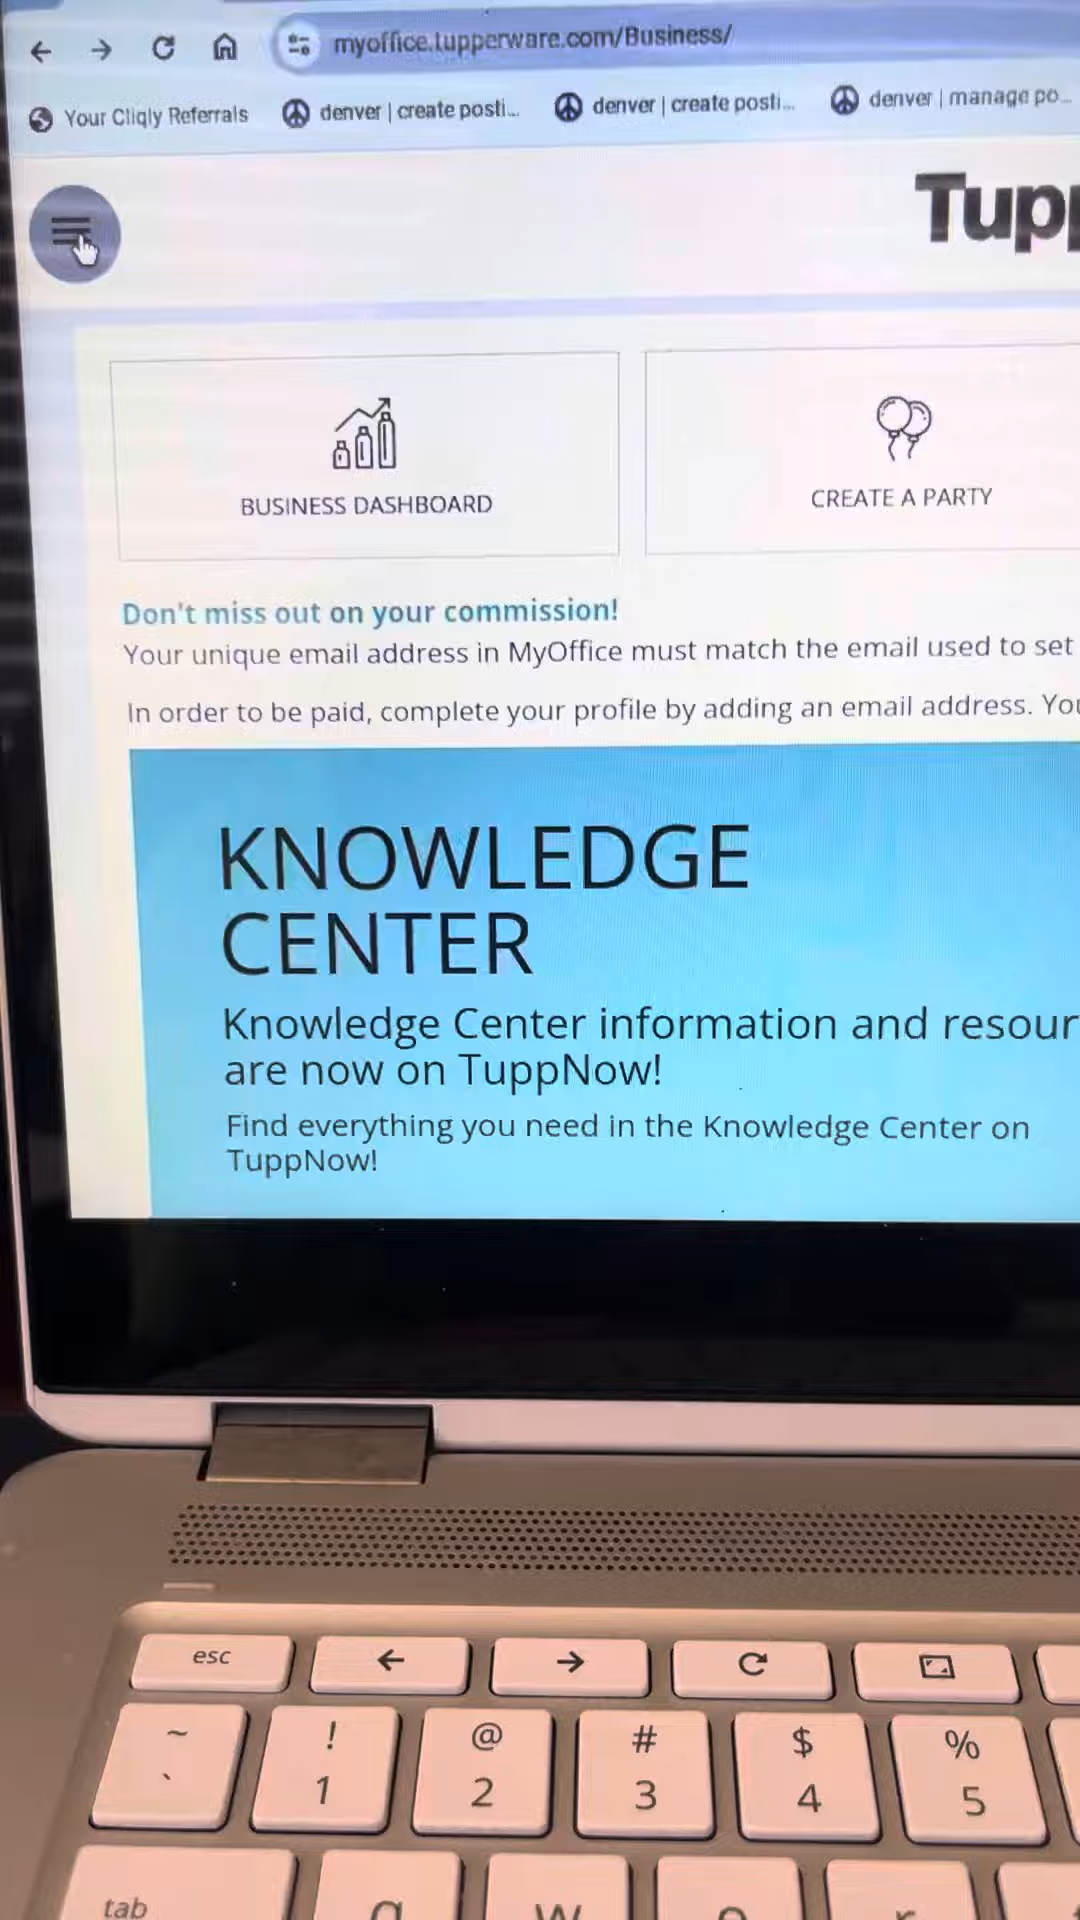 myoffice.tupperware.com/Business/
Your Cliqly Referrals denver | create posti... denver | create posti... denver | manage po...
Tupp
BUSINESS DASHBOARD
CREATE A PARTY
Don't miss out on your commission!
Your unique email address in MyOffice must match the email used to set
In order to be paid, complete your profile by adding an email address. You
KNOWLEDGE
CENTER
Knowledge Center information and resour
are now on TuppNow!
Find everything you need in the Knowledge Center on
TuppNow!
esc
~ ! @ # $ %
` 1 2 3 4 5
tab